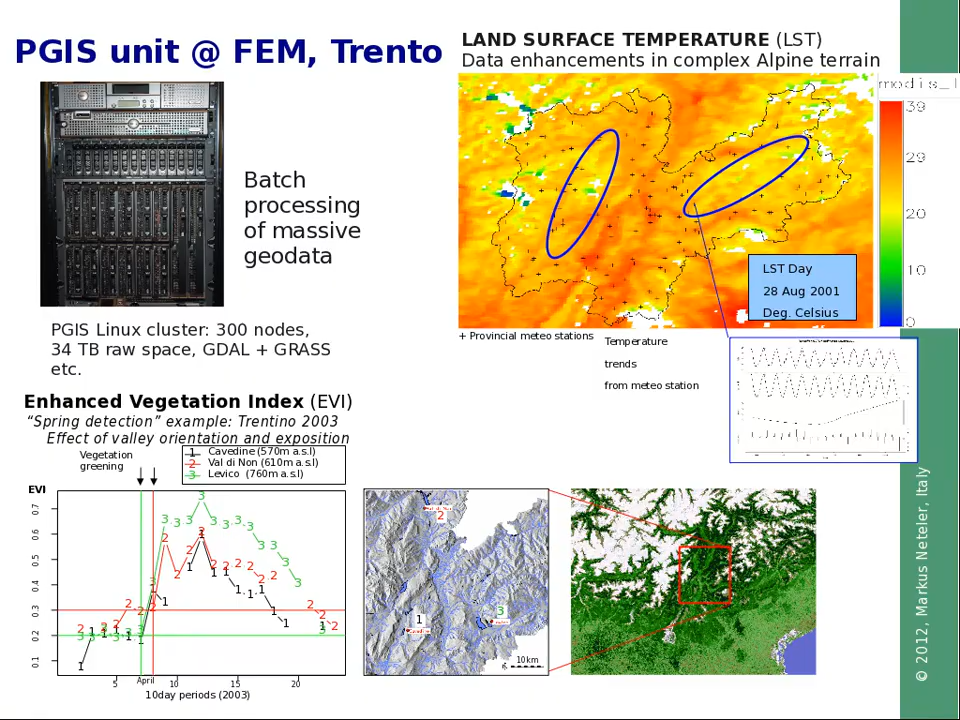 PGIS unit @ FEM, Trento
LAND SURFACE TEMPERATURE (LST)
Data enhancements in complex Alpine terrain
Batch
processing
of massive
geodata
39
29
20
10
0
LST Day
28 Aug 2001
Deg. Celsius
PGIS Linux cluster: 300 nodes,
34 TB raw space, GDAL + GRASS
etc.
+ Provincial meteo stations
Temperature
trends
from meteo station
Enhanced Vegetation Index (EVI)
“Spring detection” example: Trentino 2003
Effect of valley orientation and exposition
Vegetation
greening
1 Cavedine (570m a.s.l)
2 Val di Non (610m a.s.l)
3 Levico (760m a.s.l)
EVI
0.7
0.6
0.5
0.4
0.3
0.2
0.1
5
April
10
15
20
10day periods (2003)
2
1
3
10km
© 2012, Markus Neteler, Italy